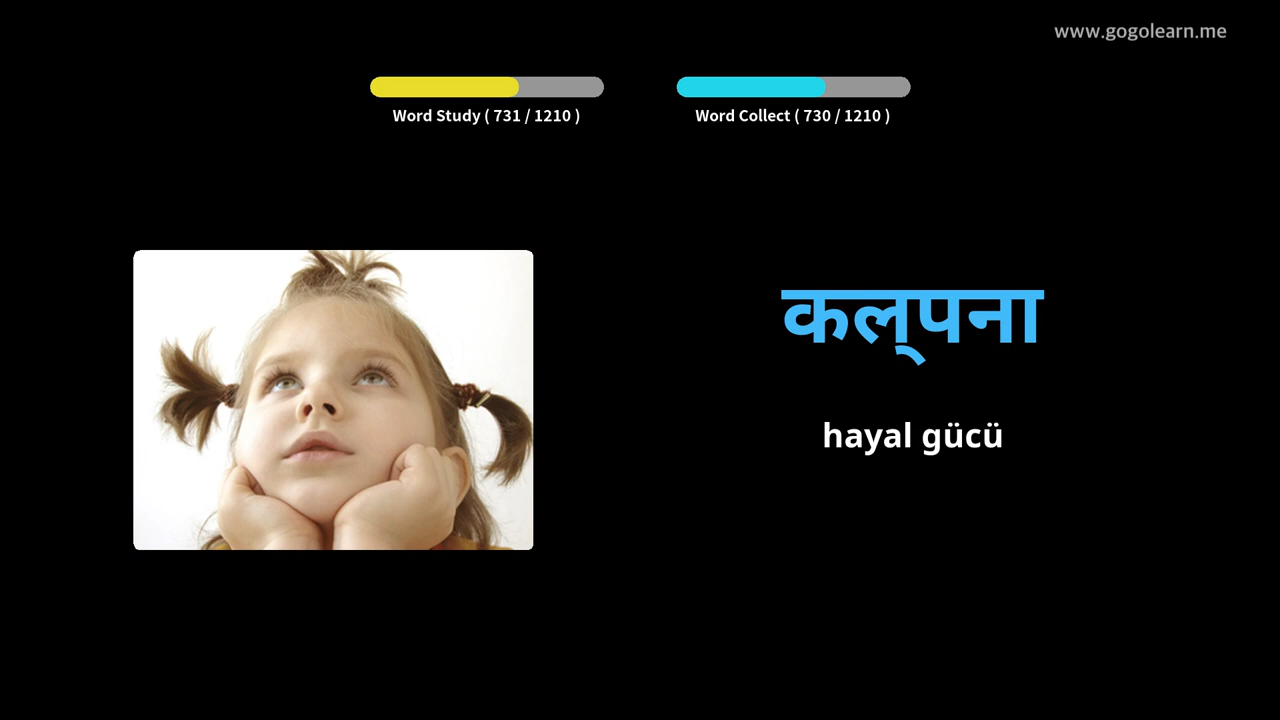 www.gogolearn.me
Word Study ( 731 / 1210 )
Word Collect ( 730 / 1210 )
कल्‌पना
hayal gücü